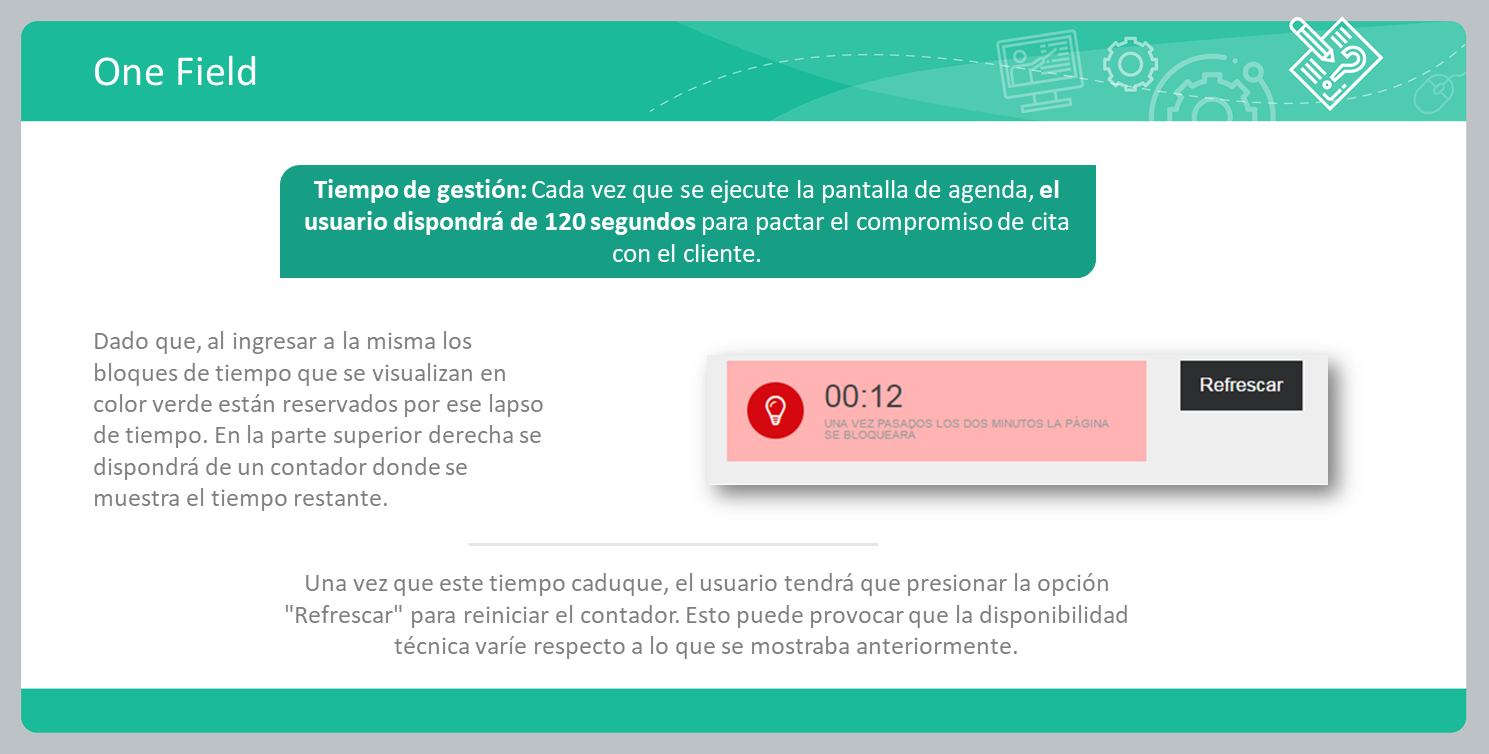 One Field
Tiempo de gestión: Cada vez que se ejecute la pantalla de agenda, el
usuario dispondrá de 120 segundos para pactar el compromiso de cita
con el cliente.
Dado que, al ingresar a la misma los
bloques de tiempo que se visualizan en
color verde están reservados por ese lapso
de tiempo. En la parte superior derecha se
dispondrá de un contador donde se
muestra el tiempo restante.
00:12
UNA VEZ PASADOS LOS DOS MINUTOS LA PÁGINA
SE BLOQUEARÁ
Refrescar
Una vez que este tiempo caduque, el usuario tendrá que presionar la opción
"Refrescar" para reiniciar el contador. Esto puede provocar que la disponibilidad
técnica varíe respecto a lo que se mostraba anteriormente.